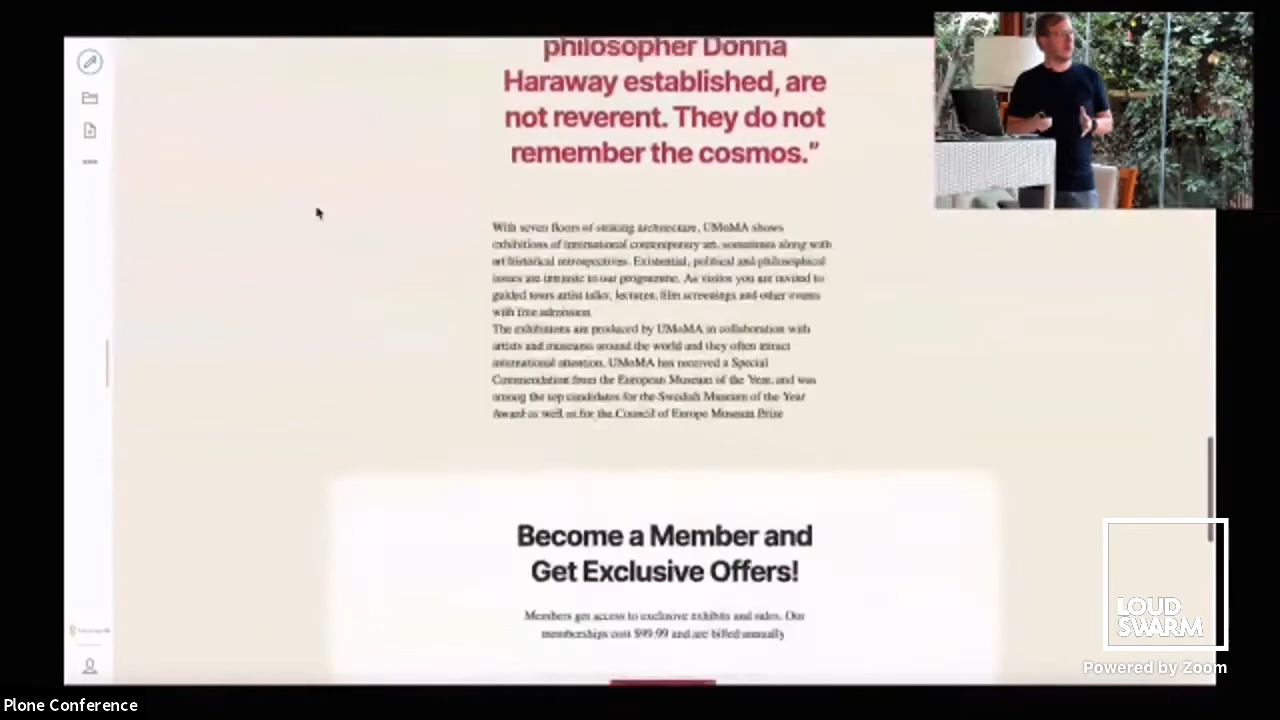 philosopher Donna
Haraway established, are
not reverent. They do not
remember the cosmos.”
With seven floors of striking architecture, UMoMA shows
exhibitions of international contemporary art, sometimes along with
art historical retrospectives. Existential, political and philosophical
issues are intrinsic to our programme. As visitor you are invited to
guided tours artist talks, lectures, film screenings and other events
with free admission
The exhibitions are produced by UMoMA in collaboration with
artists and museums around the world and they often attract
international attention. UMoMA has received a Special
Commendation from the European Museum of the Year, and was
among the top candidates for the Swedish Museum of the Year
Award as well as for the Council of Europe Museum Prize
Become a Member and
Get Exclusive Offers!
Members get access to exclusive exhibits and sales. Our
memberships cost $99.99 and are billed annually
LOUD
SWARM
Powered by Zoom
Plone Conference